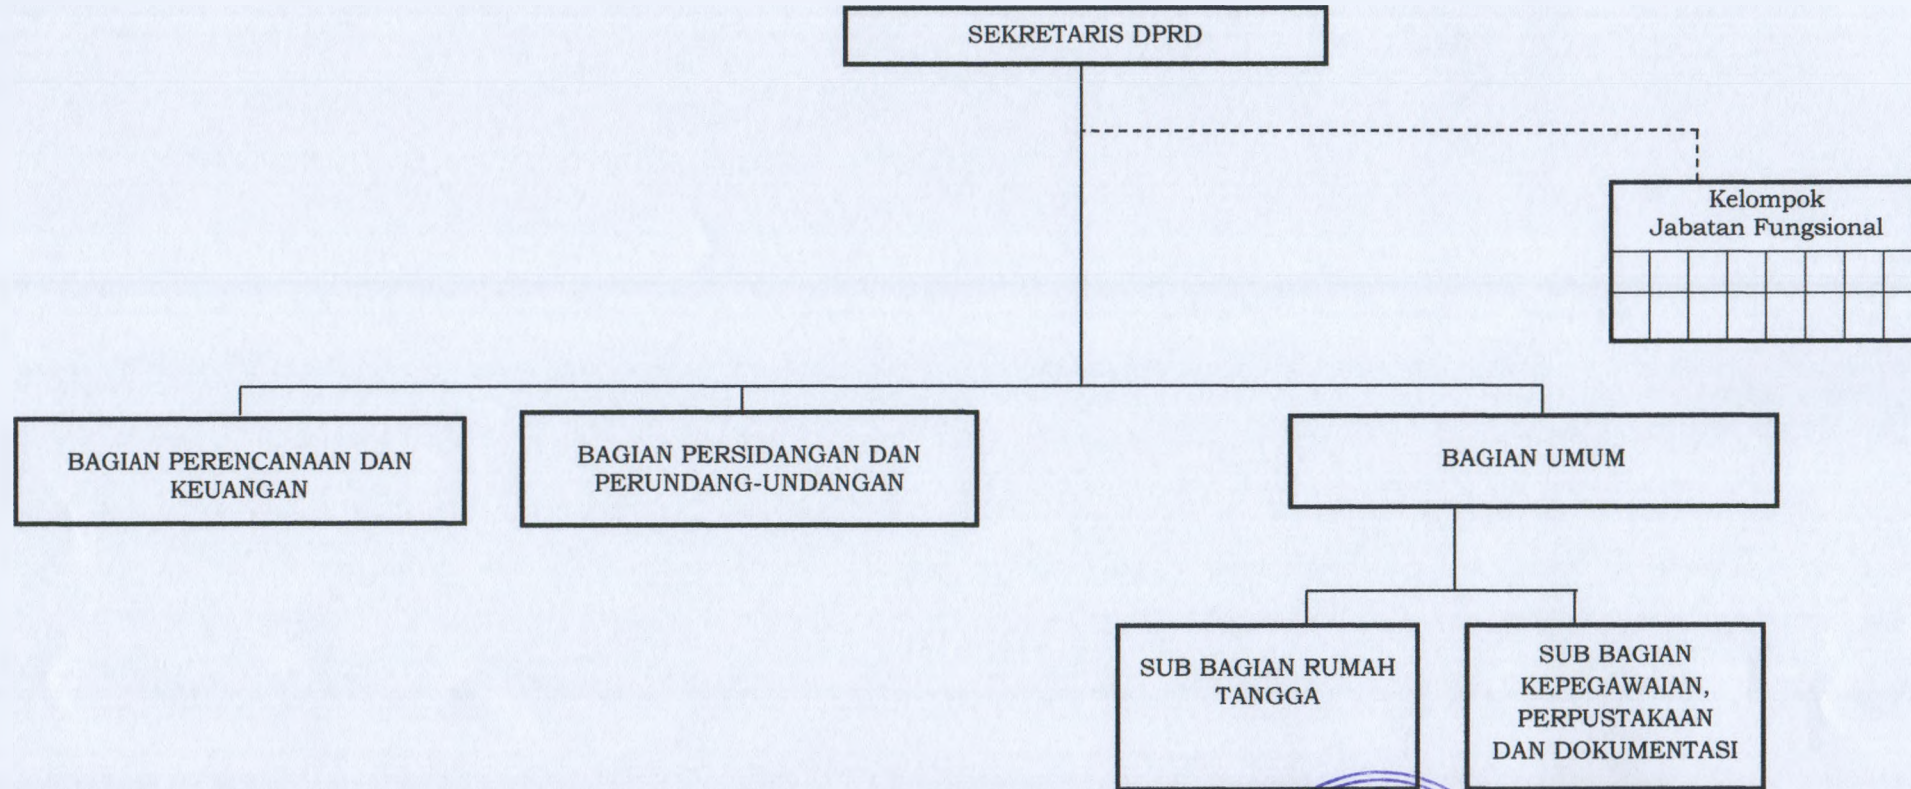 SEKRETARIS DPRD
Kelompok
Jabatan Fungsional
BAGIAN PERENCANAAN DAN
KEUANGAN
BAGIAN PERSIDANGAN DAN
PERUNDANG-UNDANGAN
BAGIAN UMUM
SUB BAGIAN RUMAH
TANGGA
SUB BAGIAN
KEPEGAWAIAN,
PERPUSTAKAAN
DAN DOKUMENTASI